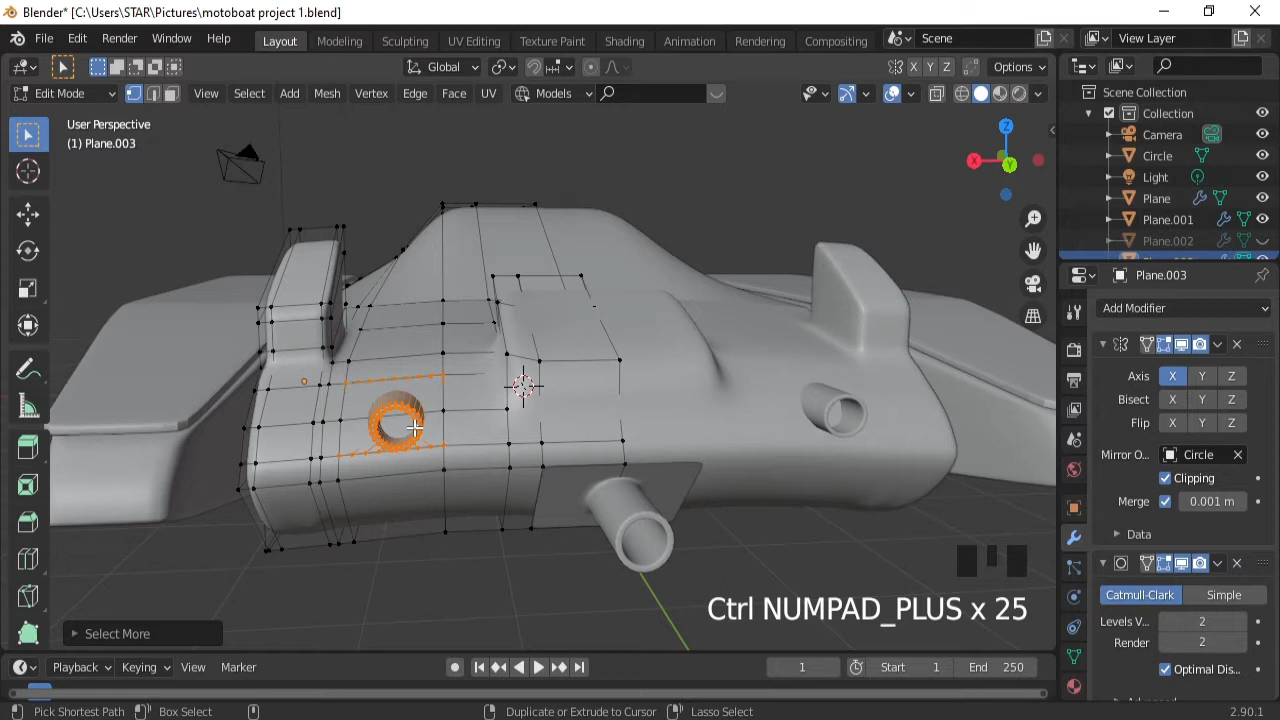 Blender* [C:\Users\STAR\Pictures\motoboat project 1.blend]
File Edit Render Window Help Layout Modeling Sculpting UV Editing Texture Paint Shading Animation Rendering Compositing Scene View Layer
Global X Y Z Options
Edit Mode View Select Add Mesh Vertex Edge Face UV Models
Scene Collection
Collection
Camera
Circle
Light
Plane
Plane.001
Plane.002
User Perspective
(1) Plane.003
Z
X
Y
Plane.003
Add Modifier
Axis X Y Z
Bisect X Y Z
Flip X Y Z
Mirror O... Circle
Clipping
Merge 0.001 m
Data
Catmull-Clark Simple
Levels V... 2
Render 2
Optimal Dis...
Ctrl NUMPAD_PLUS x 25
Select More
Playback Keying View Marker 1 Start 1 End 250
Pick Shortest Path Box Select Duplicate or Extrude to Cursor Lasso Select 2.90.1